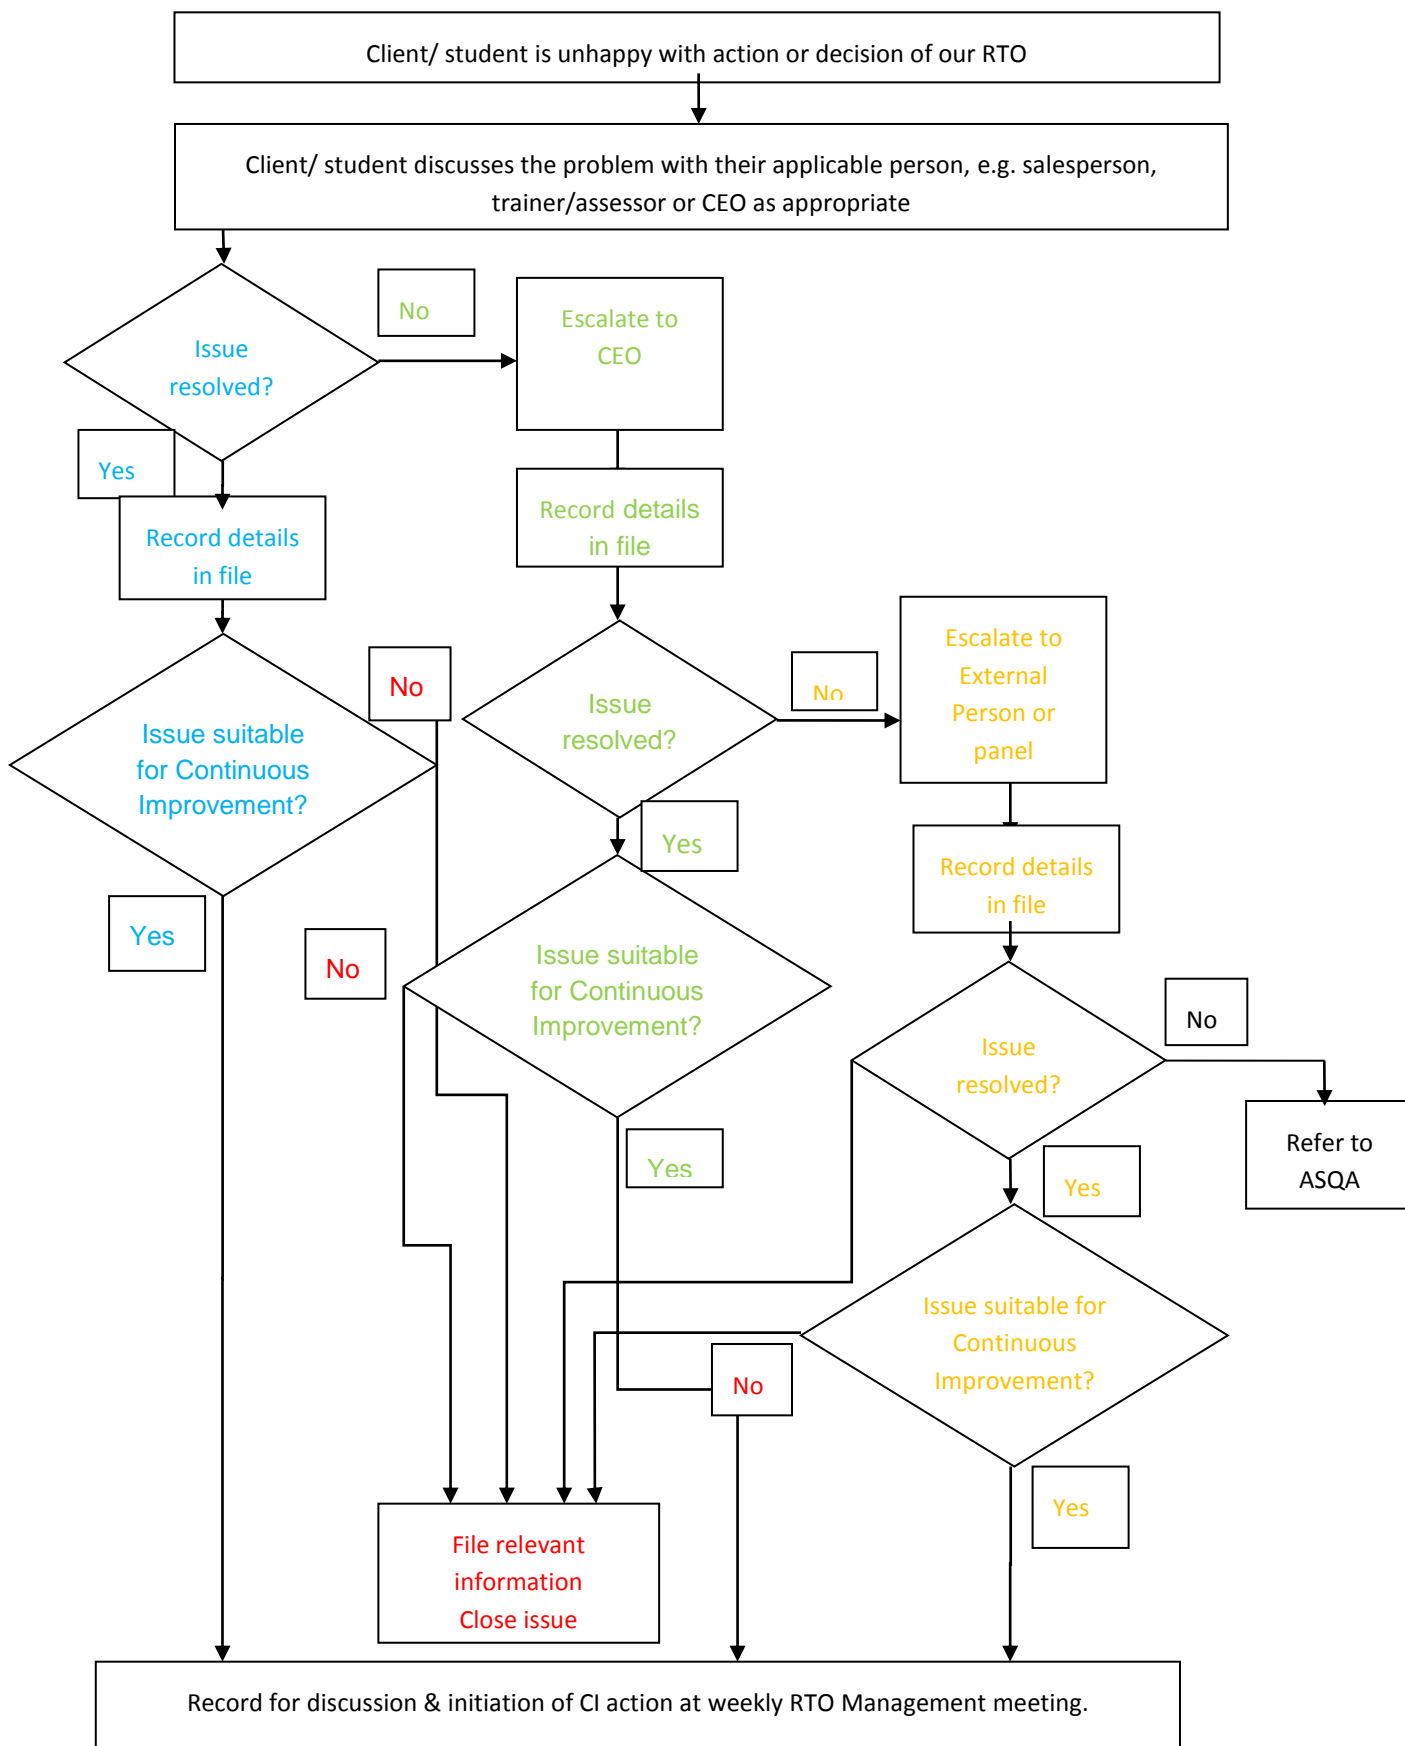 Client/ student is unhappy with action or decision of our RTO
Client/ student discusses the problem with their applicable person, e.g. salesperson,
trainer/assessor or CEO as appropriate
No
Escalate to
CEO
Issue
resolved?
Yes
Record details
in file
Record details
in file
No
Issue suitable
for Continuous
Improvement?
Yes
Issue
resolved?
No
Escalate to
External
Person or
panel
Yes
Record details
in file
No
Issue suitable
for Continuous
Improvement?
Yes
Issue
resolved?
No
Refer to
ASQA
Yes
Issue suitable for
Continuous
Improvement?
No
Yes
File relevant
information
Close issue
Record for discussion & initiation of CI action at weekly RTO Management meeting.